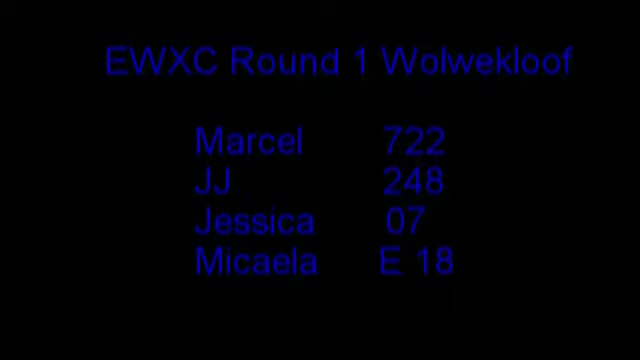 EWXC Round 1 Wolwekloof
Marcel 722
JJ 248
Jessica 07
Micaela E 18